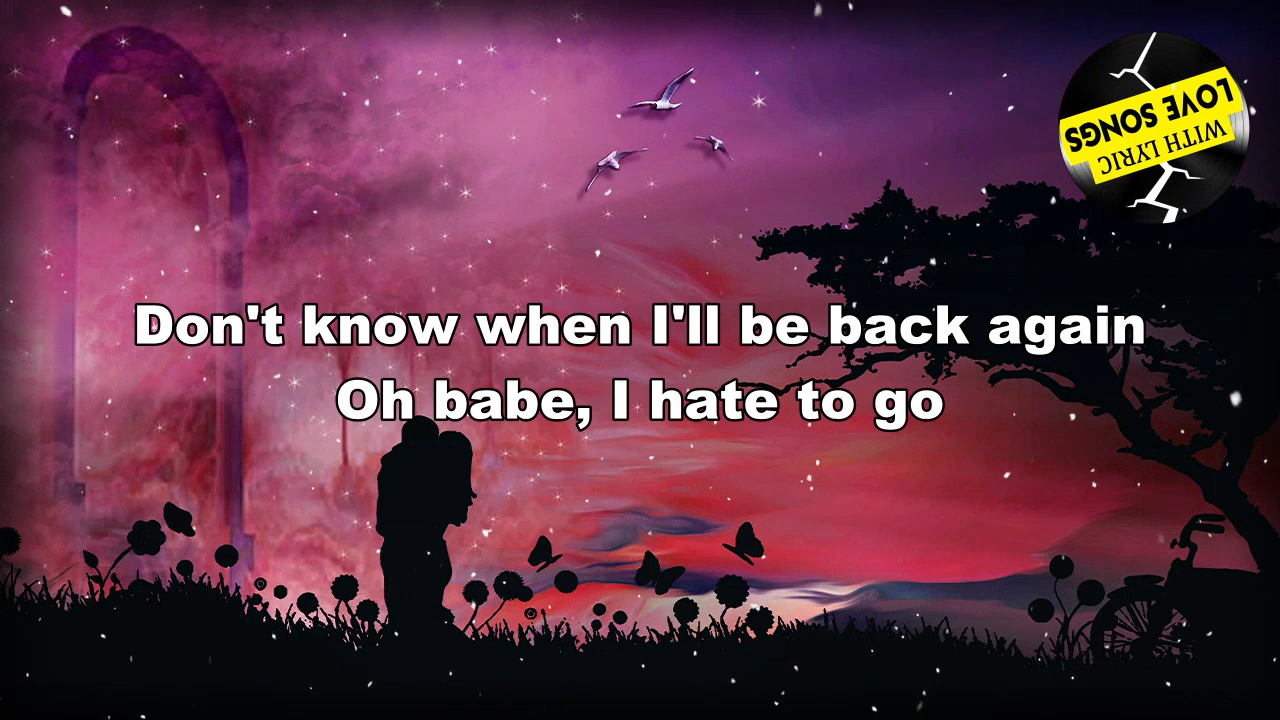 LOVE SONGS
WITH LYRIC
Don't know when I'll be back again
Oh babe, I hate to go